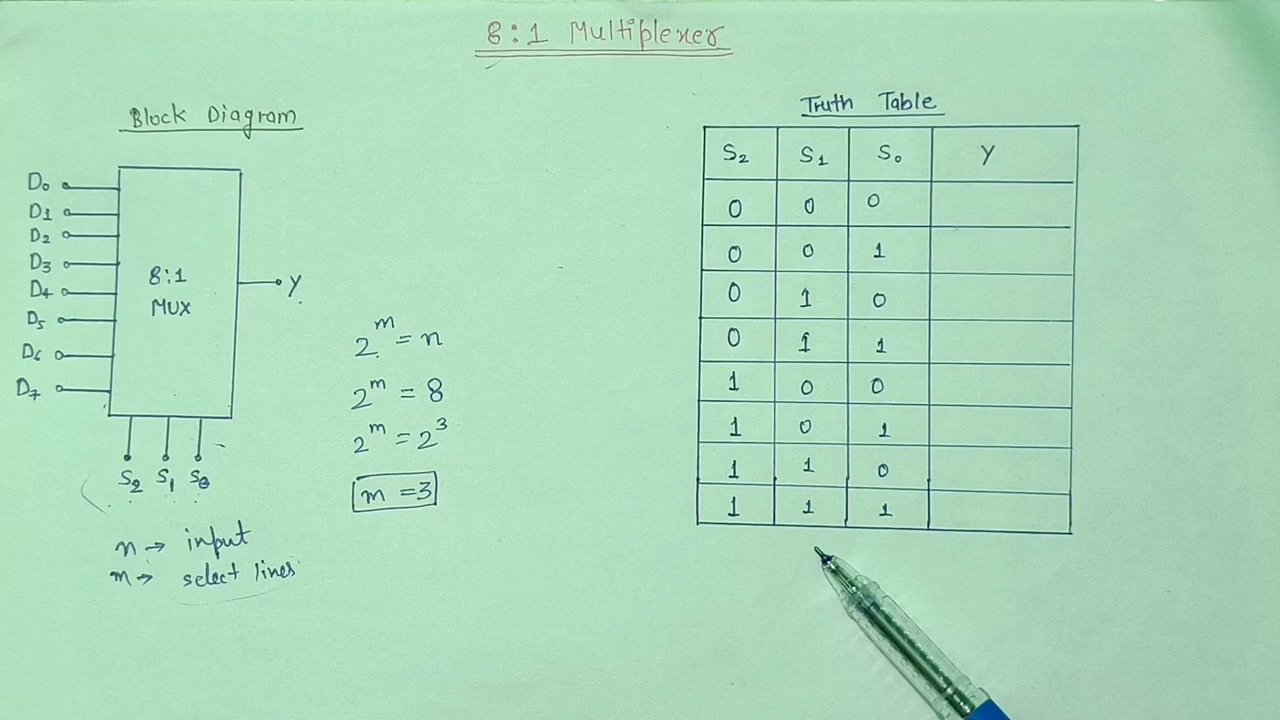 8:1 Multiplexer
Block Diagram
D0
D1
D2
D3
D4
D5
D6
D7
8:1
MUX
Y
S2 S1 S0
n → input
m → select lines
2^m = n
2^m = 8
2^m = 2^3
m = 3
Truth Table
S2 S1 S0 Y
0 0 0
0 0 1
0 1 0
0 1 1
1 0 0
1 0 1
1 1 0
1 1 1